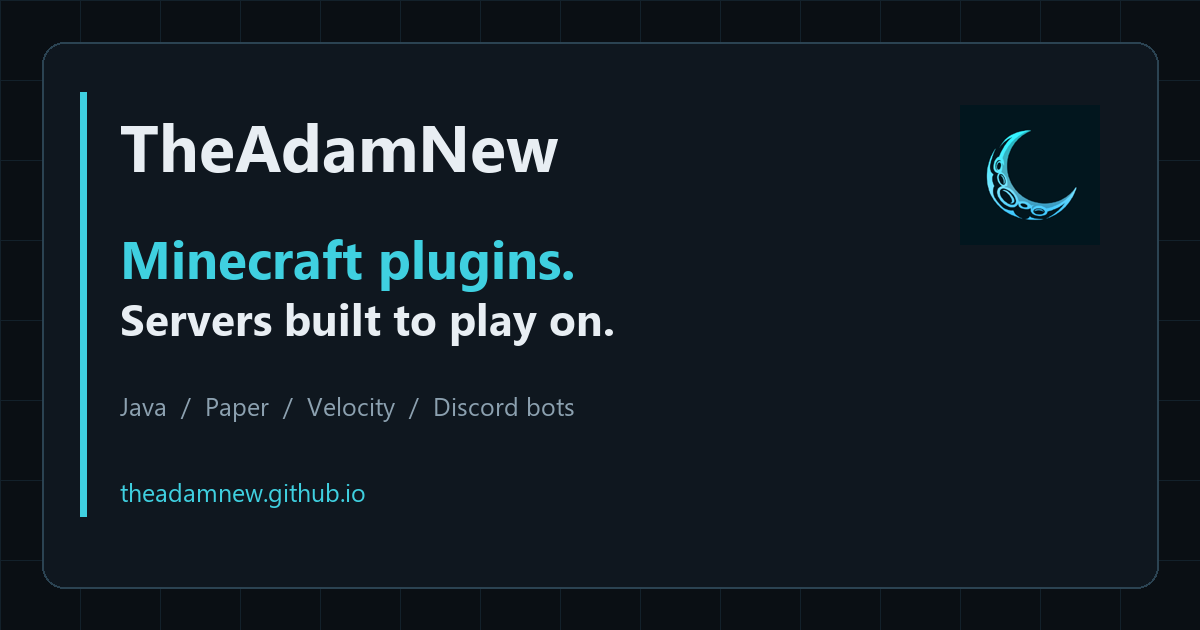 TheAdamNew
Minecraft plugins.
Servers built to play on.
Java / Paper / Velocity / Discord bots
theadamnew.github.io